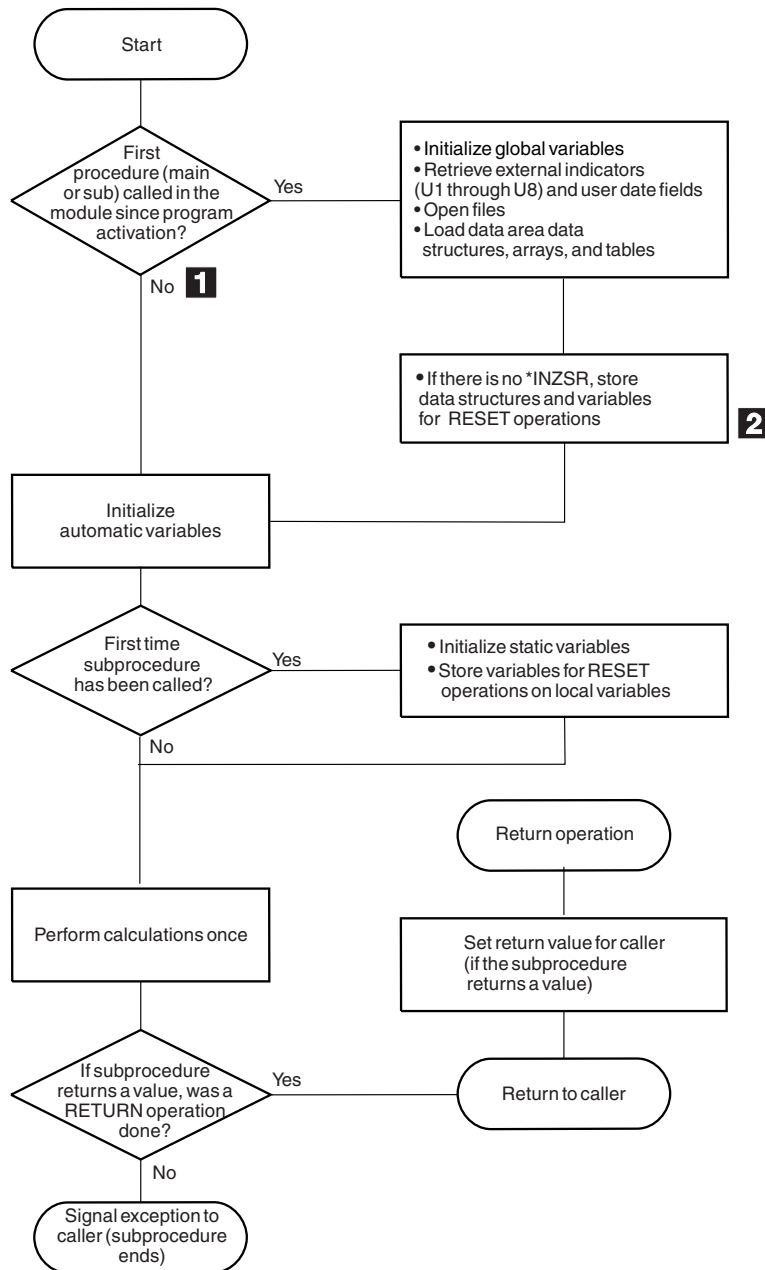 Start
First
procedure (main
or sub) called in the
module since program
activation?
Yes
• Initialize global variables
• Retrieve external indicators
(U1 through U8) and user date fields
• Open files
• Load data area data
structures, arrays, and tables
No 1
• If there is no *INZSR, store
data structures and variables
for RESET operations
2
Initialize
automatic variables
First time
subprocedure
has been called?
Yes
• Initialize static variables
• Store variables for RESET
operations on local variables
No
Return operation
Perform calculations once
Set return value for caller
(if the subprocedure
returns a value)
If subprocedure
returns a value, was a
RETURN operation
done?
Yes
Return to caller
No
Signal exception to
caller (subprocedure
ends)